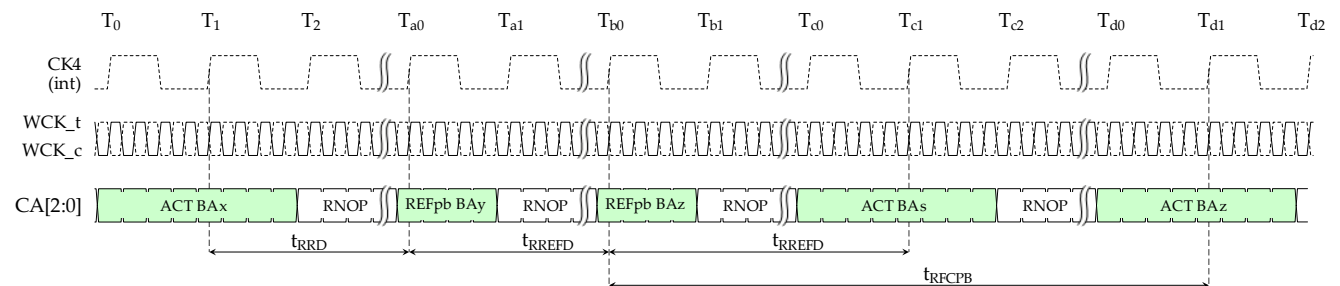 T0 T1 T2 Ta0 Ta1 Tb0 Tb1 Tc0 Tc1 Tc2 Td0 Td1 Td2
CK4
(int)
WCK_t
WCK_c
CA[2:0] ACT BAx RNOP REFpb BAy RNOP REFpb BAz RNOP ACT BAs RNOP ACT BAz
tRRD tRREFD tRREFD
tRFCPB